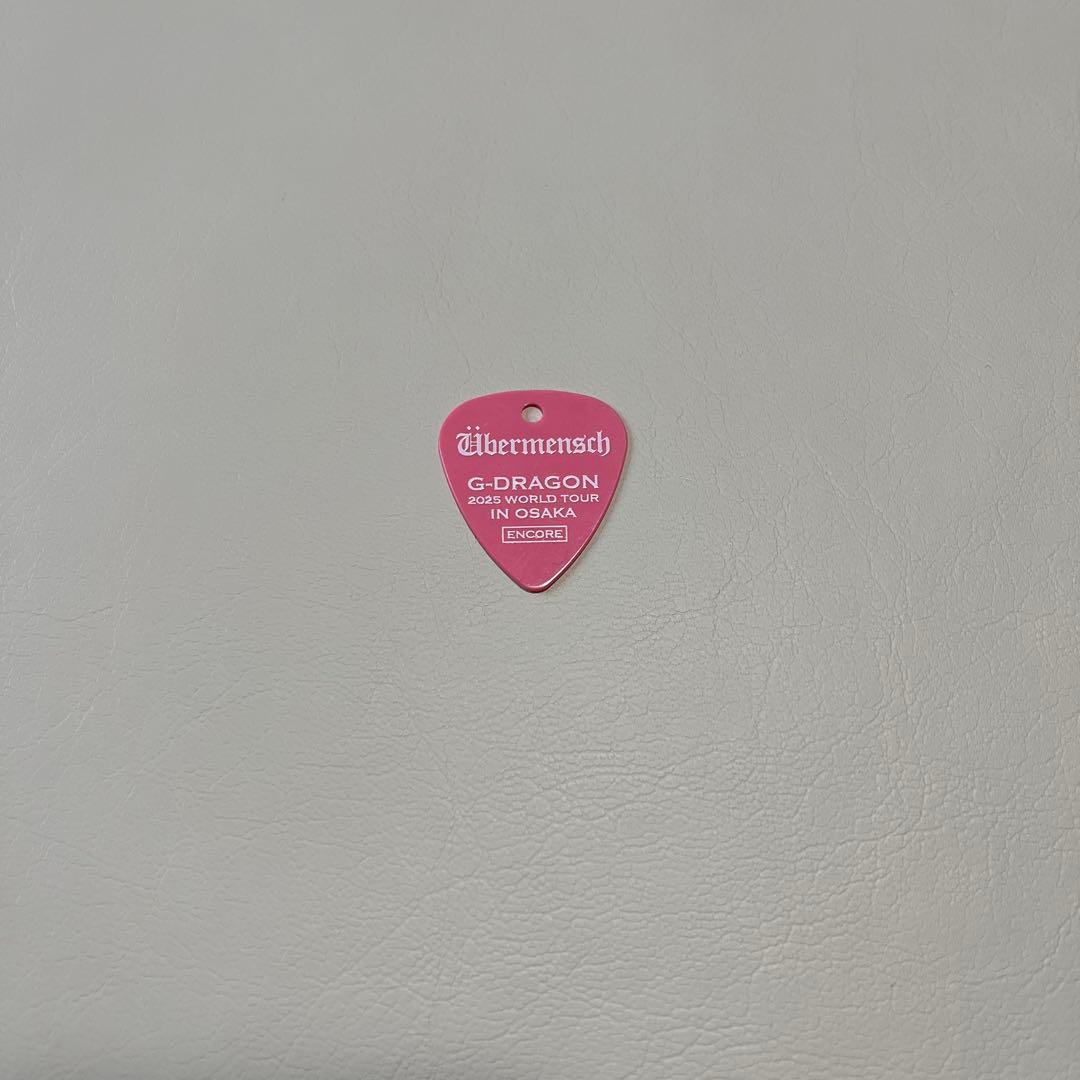 Übermensch
G-DRAGON
2025 WORLD TOUR
IN OSAKA
ENCORE